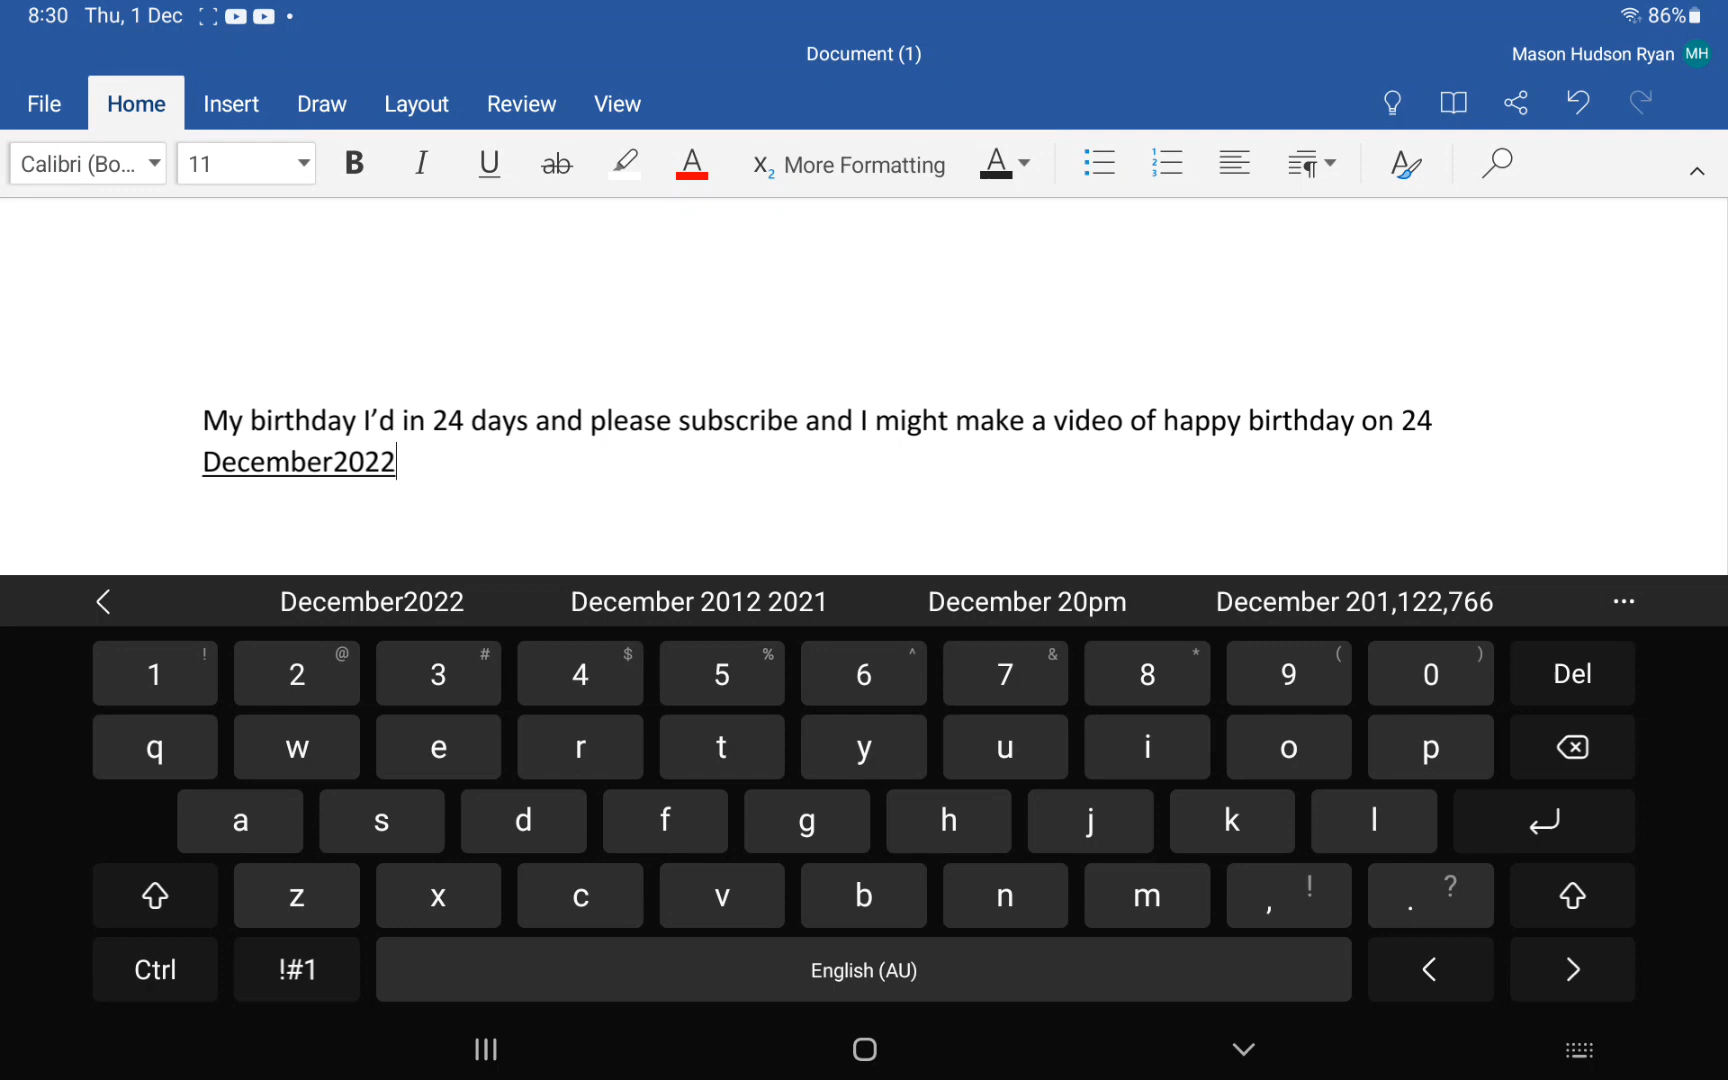 8:30 Thu, 1 Dec 86%
Document (1)
Mason Hudson Ryan MH
File Home Insert Draw Layout Review View
Calibri (Bo... 11 B I U ab A X2 More Formatting A
My birthday I’d in 24 days and please subscribe and I might make a video of happy birthday on 24
December2022
December2022 December 2012 2021 December 20pm December 201,122,766 ...
1 ! 2 @ 3 # 4 $ 5 % 6 ^ 7 & 8 * 9 ( 0 ) Del
q w e r t y u i o p
a s d f g h j k l
z x c v b n m , ! . ?
Ctrl !#1 English (AU) < >